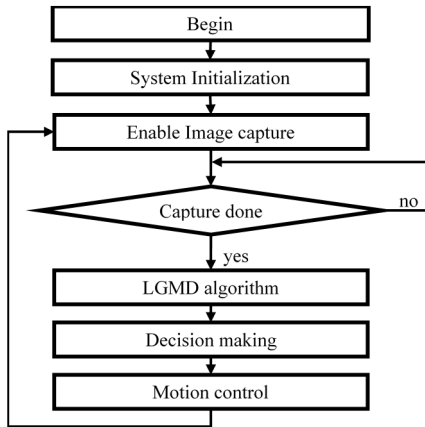 Begin
System Initialization
Enable Image capture
Capture done
no
yes
LGMD algorithm
Decision making
Motion control